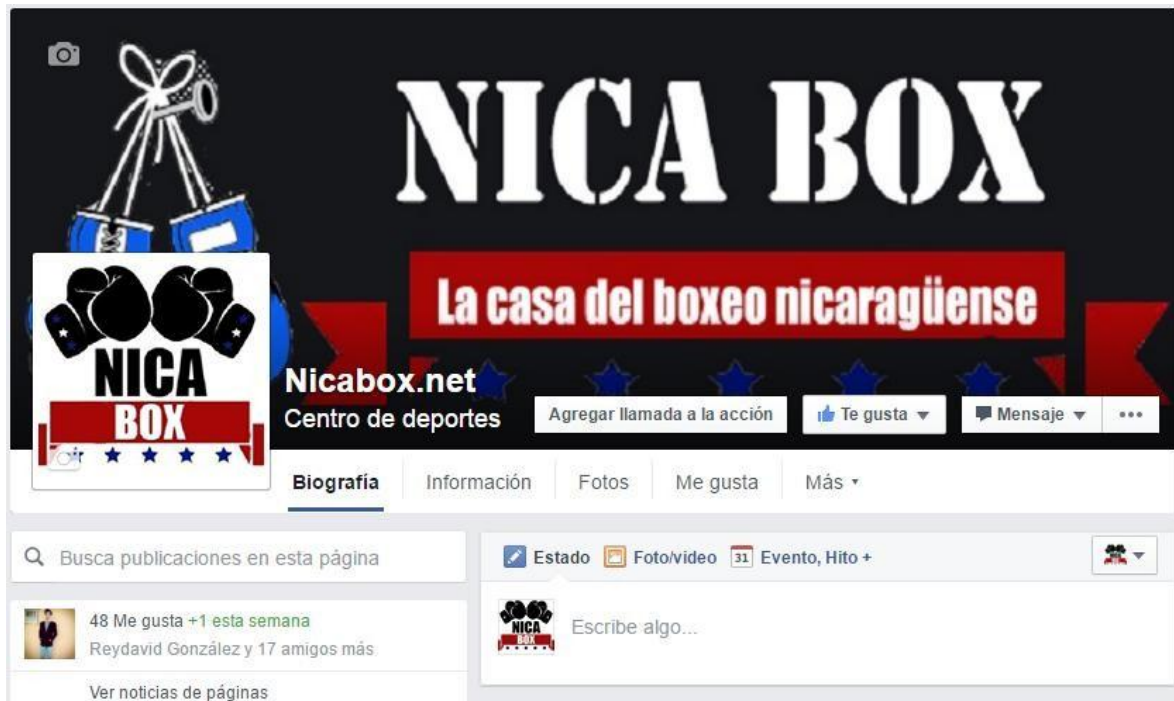 NICA BOX
La casa del boxeo nicaragüense
NICA
BOX
Nicabox.net
Centro de deportes
Agregar llamada a la acción
Te gusta
Mensaje
Biografía
Información
Fotos
Me gusta
Más
Busca publicaciones en esta página
Estado
Foto/video
31
Evento, Hito +
48 Me gusta +1 esta semana
Reydavid González y 17 amigos más
NICA
BOX
Escribe algo...
Ver noticias de páginas